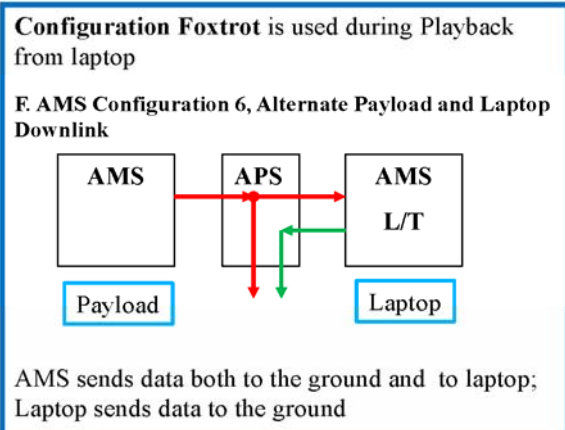 Configuration Foxtrot is used during Playback
from laptop
F. AMS Configuration 6, Alternate Payload and Laptop
Downlink
AMS
APS
AMS
L/T
Payload
Laptop
AMS sends data both to the ground and to laptop;
Laptop sends data to the ground